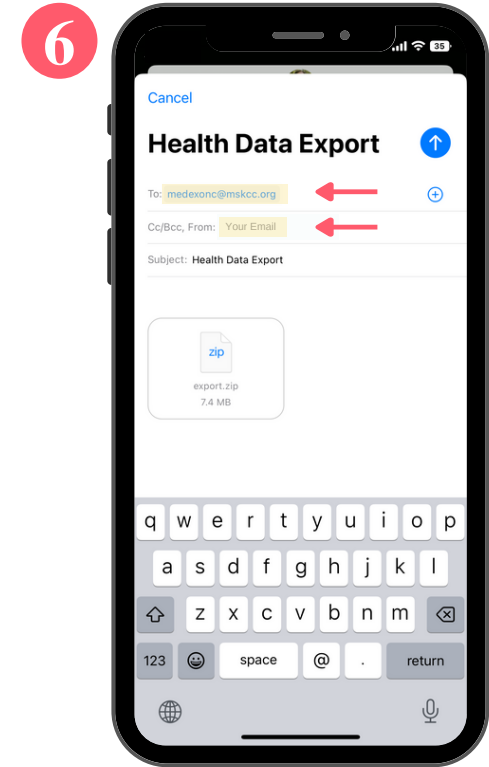 6
35
Cancel
Health Data Export
To: medexonc@mskcc.org
Cc/Bcc, From: Your Email
Subject: Health Data Export
zip
export.zip
7.4 MB
q w e r t y u i o p
a s d f g h j k l
z x c v b n m
123 space @ . return